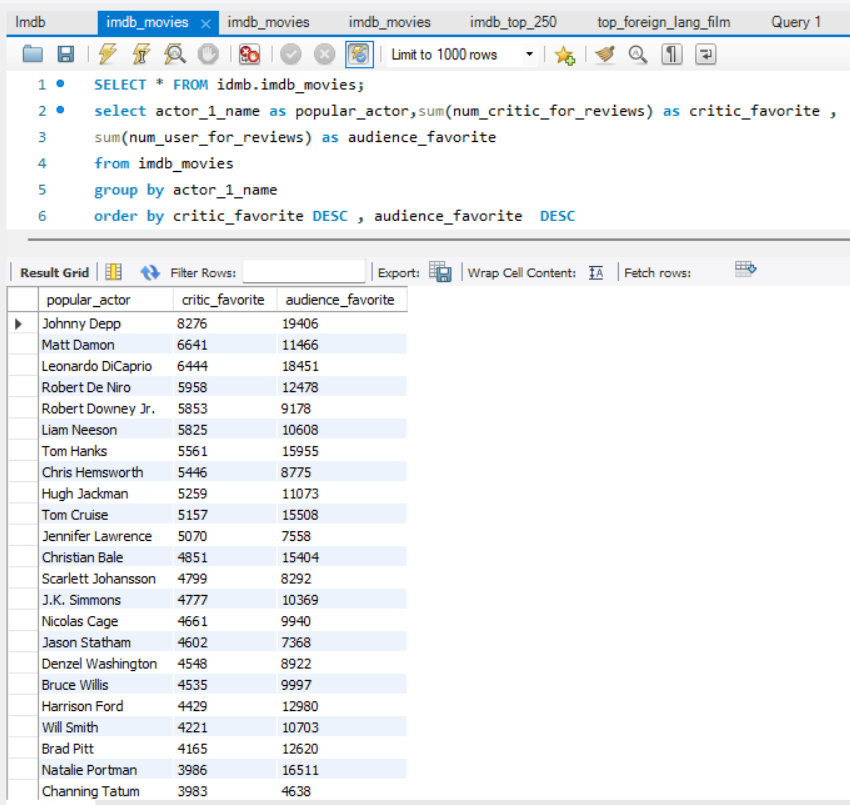 Imdb imdb_movies × imdb_movies imdb_movies imdb_top_250 top_foreign_lang_film Query 1
Limit to 1000 rows
1 SELECT * FROM idmb.imdb_movies;
2 select actor_1_name as popular_actor,sum(num_critic_for_reviews) as critic_favorite ,
3 sum(num_user_for_reviews) as audience_favorite
4 from imdb_movies
5 group by actor_1_name
6 order by critic_favorite DESC , audience_favorite DESC
Result Grid Filter Rows: Export: Wrap Cell Content: IA Fetch rows:
popular_actor critic_favorite audience_favorite
Johnny Depp 8276 19406
Matt Damon 6641 11466
Leonardo DiCaprio 6444 18451
Robert De Niro 5958 12478
Robert Downey Jr. 5853 9178
Liam Neeson 5825 10608
Tom Hanks 5561 15955
Chris Hemsworth 5446 8775
Hugh Jackman 5259 11073
Tom Cruise 5157 15508
Jennifer Lawrence 5070 7558
Christian Bale 4851 15404
Scarlett Johansson 4799 8292
J.K. Simmons 4777 10369
Nicolas Cage 4661 9940
Jason Statham 4602 7368
Denzel Washington 4548 8922
Bruce Willis 4535 9997
Harrison Ford 4429 12980
Will Smith 4221 10703
Brad Pitt 4165 12620
Natalie Portman 3986 16511
Channing Tatum 3983 4638